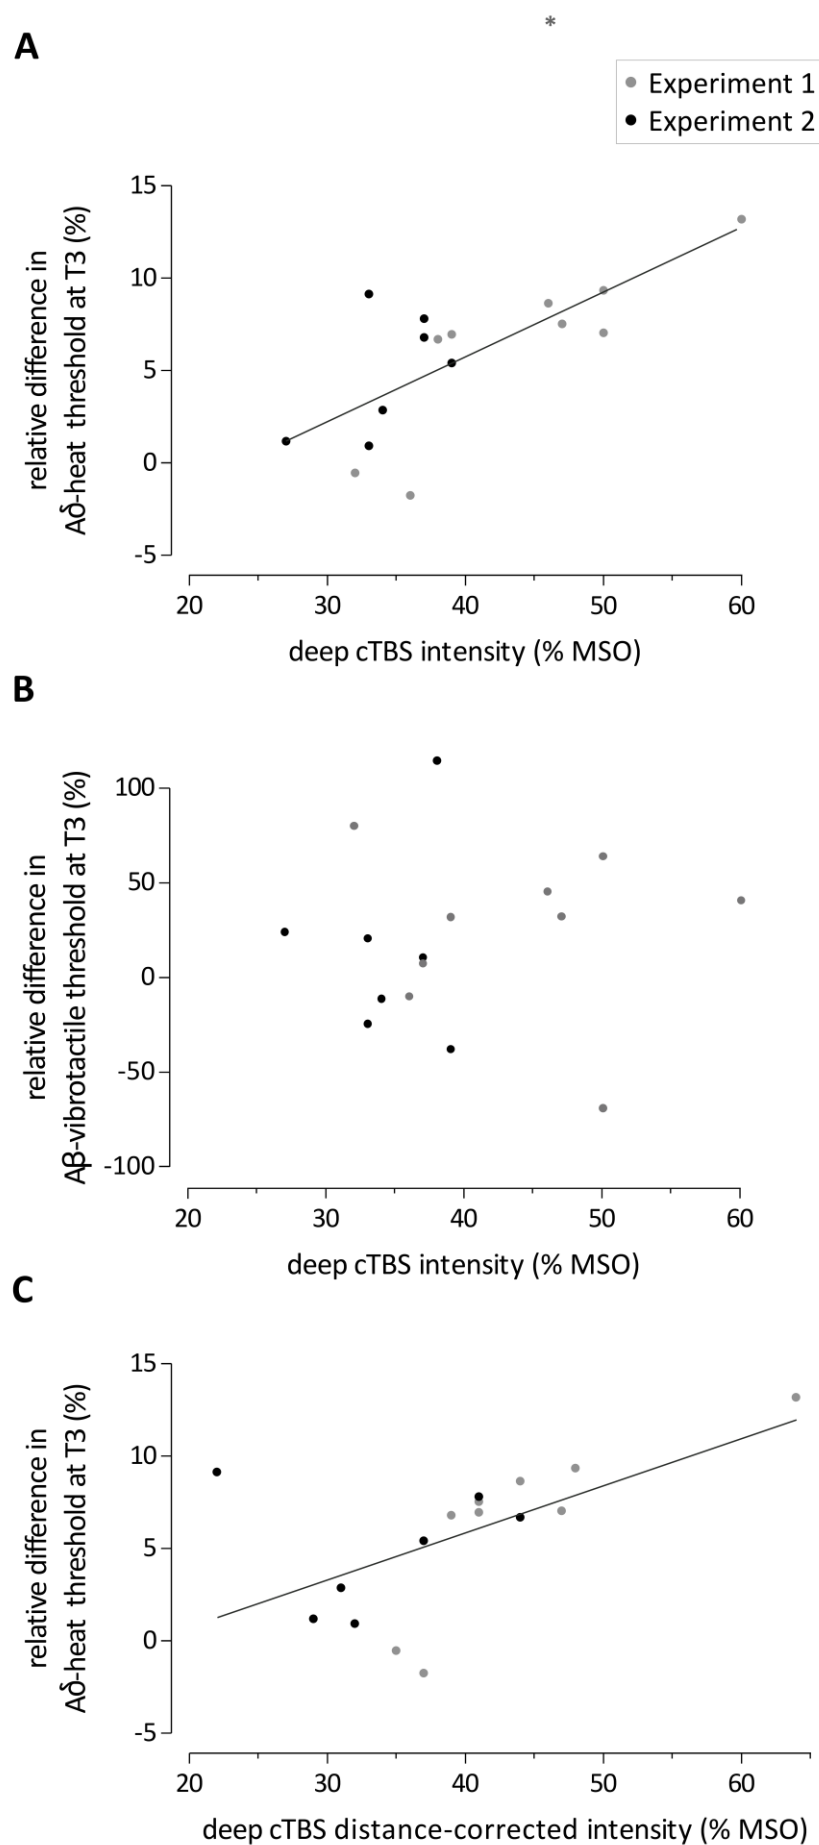 *
A
Experiment 1
Experiment 2
relative difference in
Aδ-heat threshold at T3 (%)
15
10
5
0
-5
20 30 40 50 60
deep cTBS intensity (% MSO)
B
relative difference in
Aβ-vibrotactile threshold at T3 (%)
100
50
0
-50
-100
20 30 40 50 60
deep cTBS intensity (% MSO)
C
relative difference in
Aδ-heat threshold at T3 (%)
15
10
5
0
-5
20 30 40 50 60
deep cTBS distance-corrected intensity (% MSO)